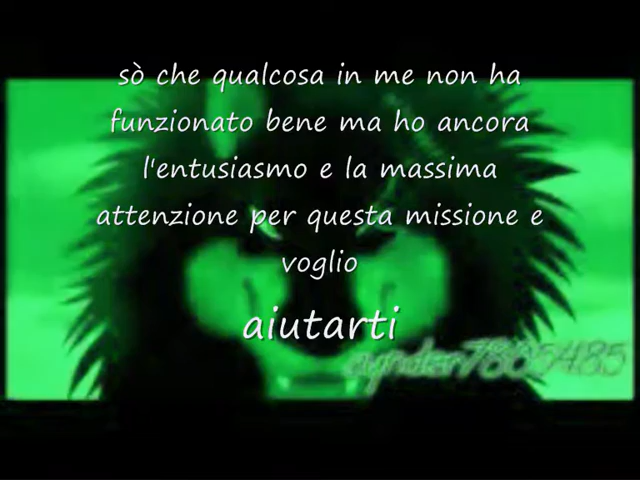 sò che qualcosa in me non ha
funzionato bene ma ho ancora
l'entusiasmo e la massima
attenzione per questa missione e
voglio
aiutarti
cynder7865485